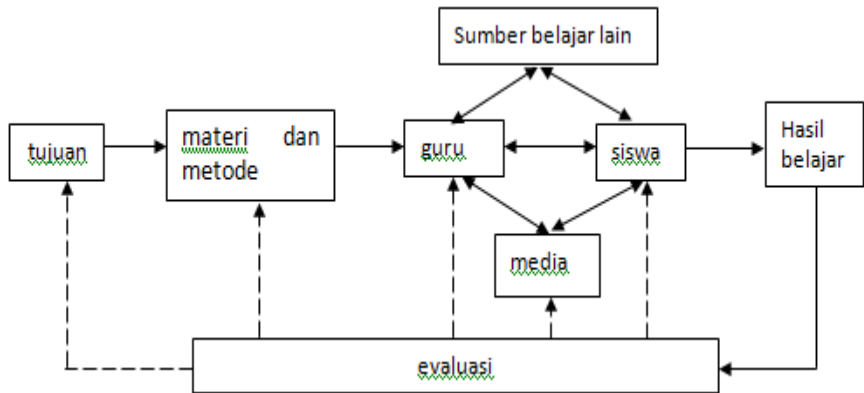 Sumber belajar lain
tujuan
materi dan
metode
guru
siswa
Hasil
belajar
media
evaluasi